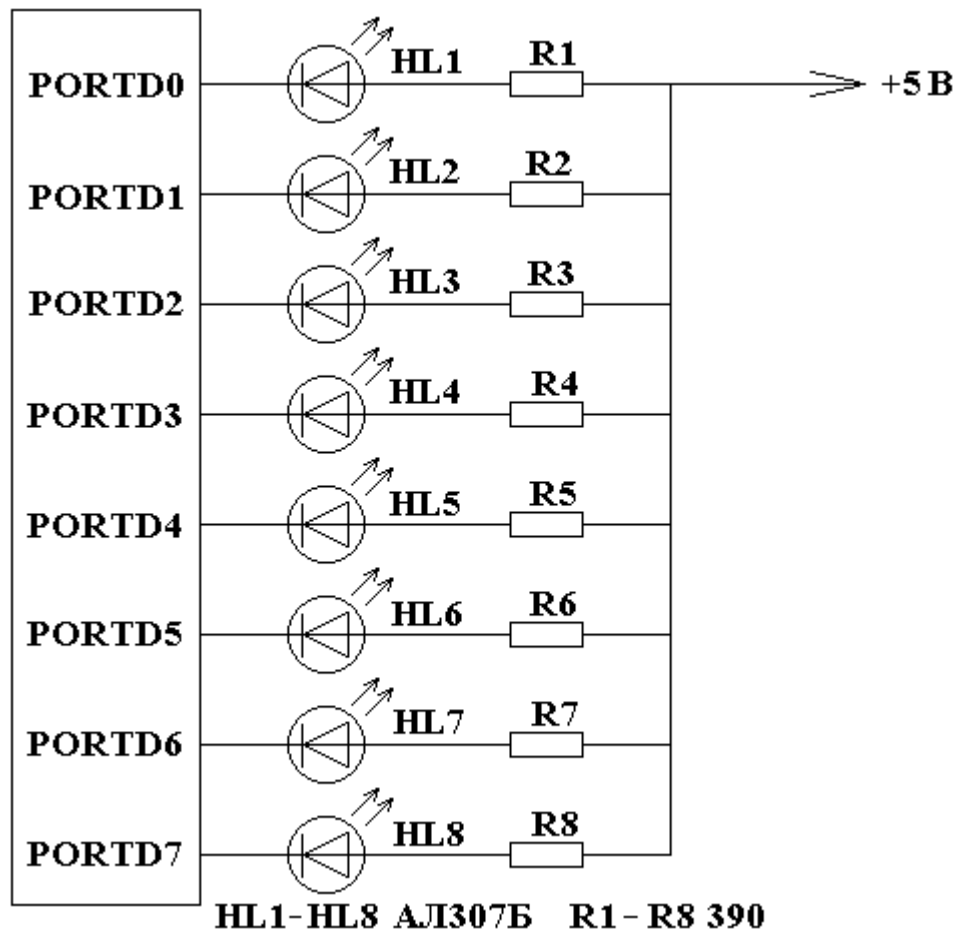 PORTD0 HL1 R1 +5 В
PORTD1 HL2 R2
PORTD2 HL3 R3
PORTD3 HL4 R4
PORTD4 HL5 R5
PORTD5 HL6 R6
PORTD6 HL7 R7
PORTD7 HL8 R8
HL1-HL8 АЛ307Б R1-R8 390